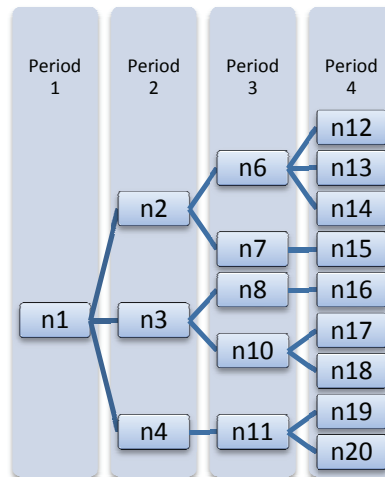 Period
1
Period
2
Period
3
Period
4
n1
n2
n3
n4
n6
n7
n8
n10
n11
n12
n13
n14
n15
n16
n17
n18
n19
n20